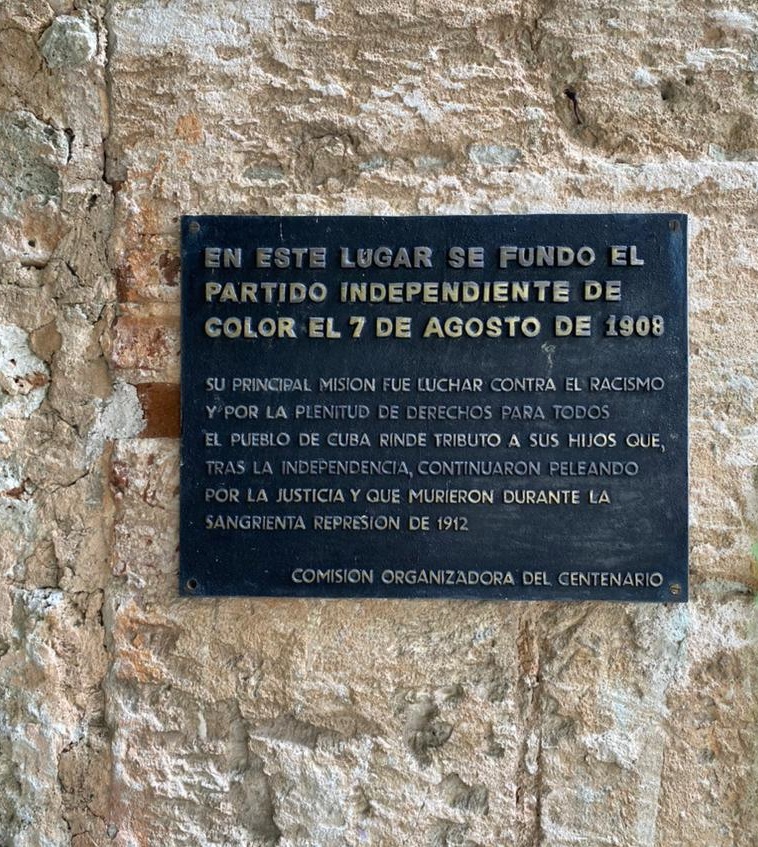 EN ESTE LUGAR SE FUNDO EL
PARTIDO INDEPENDIENTE DE
COLOR EL 7 DE AGOSTO DE 1908
SU PRINCIPAL MISION FUE LUCHAR CONTRA EL RACISMO
Y POR LA PLENITUD DE DERECHOS PARA TODOS
EL PUEBLO DE CUBA RINDE TRIBUTO A SUS HIJOS QUE,
TRAS LA INDEPENDENCIA, CONTINUARON PELEANDO
POR LA JUSTICIA Y QUE MURIERON DURANTE LA
SANGRIENTA REPRESION DE 1912
COMISION ORGANIZADORA DEL CENTENARIO